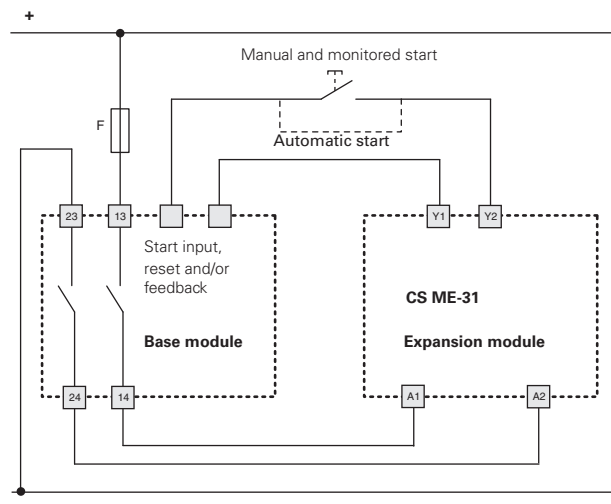 +
Manual and monitored start
F
Automatic start
23
13
Y1
Y2
Start input,
reset and/or
feedback
CS ME-31
Base module
Expansion module
24
14
A1
A2